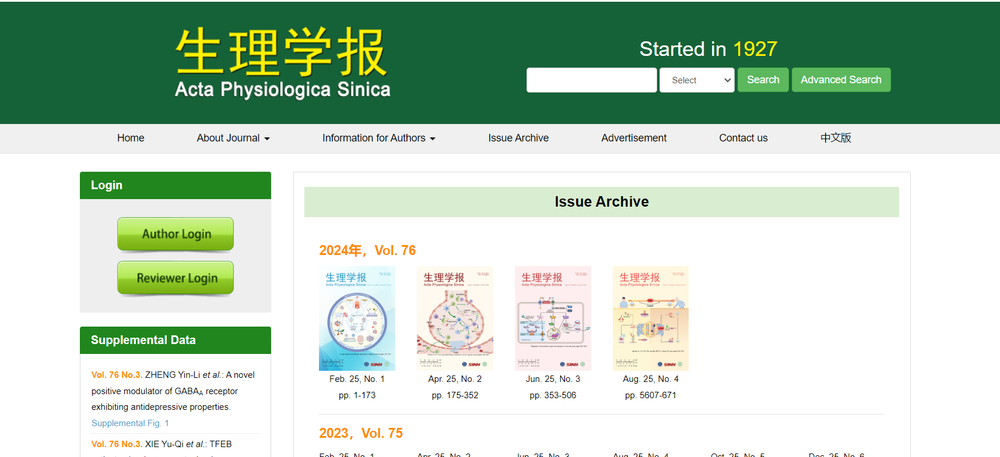 生理学报
Acta Physiologica Sinica
Started in 1927
Select
Search
Advanced Search
Home
About Journal
Information for Authors
Issue Archive
Advertisement
Contact us
中文版
Login
Author Login
Reviewer Login
Supplemental Data
Vol. 76 No.3. ZHENG Yin-Li et al.: A novel
positive modulator of GABAA receptor
exhibiting antidepressive properties.
Supplemental Fig. 1
Vol. 76 No.3. XIE Yu-Qi et al.: TFEB
Issue Archive
2024年，Vol. 76
生理学报
Acta Physiologica Sinica
SINH
生理学报
Acta Physiologica Sinica
SINH
生理学报
Acta Physiologica Sinica
SINH
生理学报
Acta Physiologica Sinica
SINH
Feb. 25, No. 1
pp. 1-173
Apr. 25, No. 2
pp. 175-352
Jun. 25, No. 3
pp. 353-506
Aug. 25, No. 4
pp. 5607-671
2023，Vol. 75
Feb. 25, No. 1
Apr. 25, No. 2
Jun. 25, No. 3
Aug. 25, No. 4
Oct. 25, No. 5
Dec. 25, No. 6